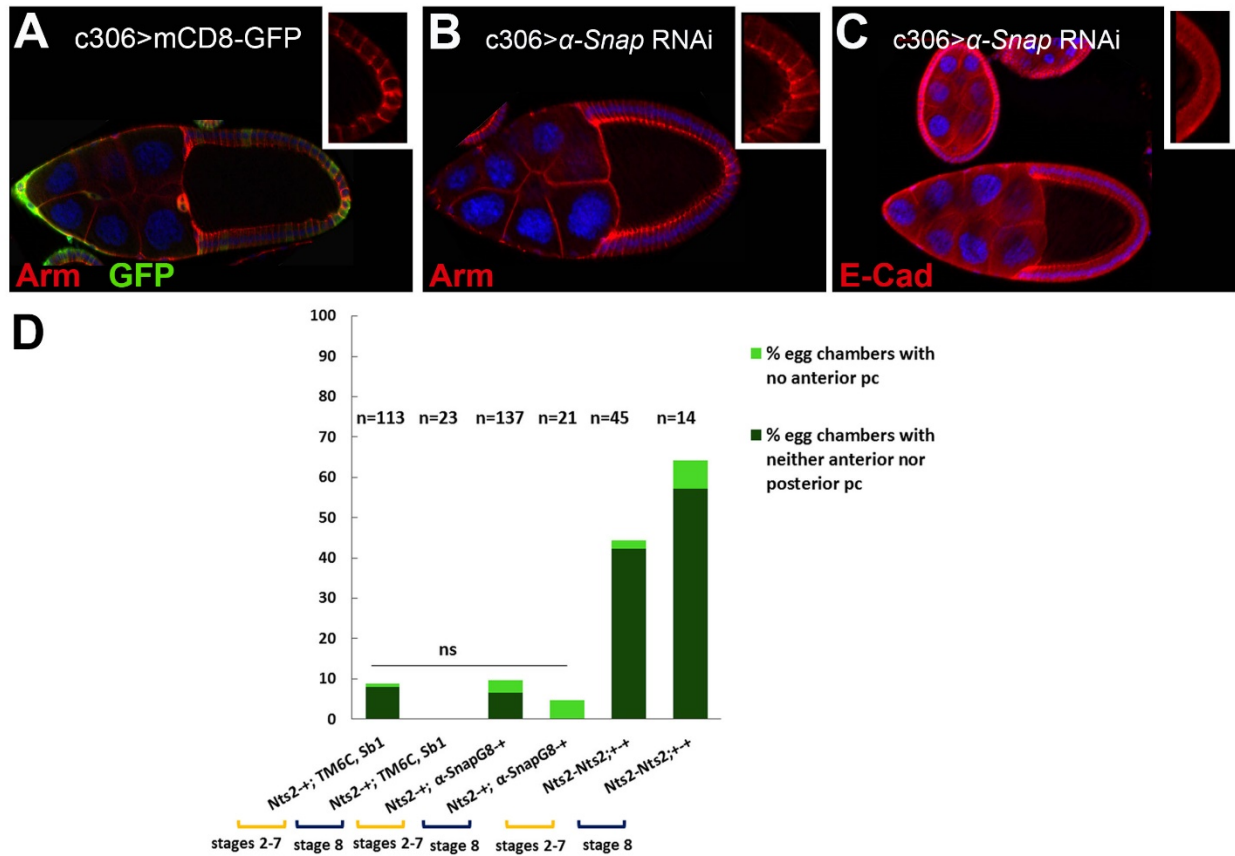 A
c306>mCD8-GFP
Arm GFP
B
c306>α-Snap RNAi
Arm
C
c306>α-Snap RNAi
E-Cad
D
100
90
80
70
60
50
40
30
20
10
0
n=113 n=23 n=137 n=21 n=45 n=14
ns
% egg chambers with
no anterior pc
% egg chambers with
neither anterior nor
posterior pc
Nts2-+; TM6C, Sb1
Nts2-+; TM6C, Sb1
Nts2-+; α-SnapG8-+
Nts2-+; α-SnapG8-+
Nts2-Nts2;+-+
Nts2-Nts2;+-+
stages 2-7 stage 8 stages 2-7 stage 8 stages 2-7 stage 8